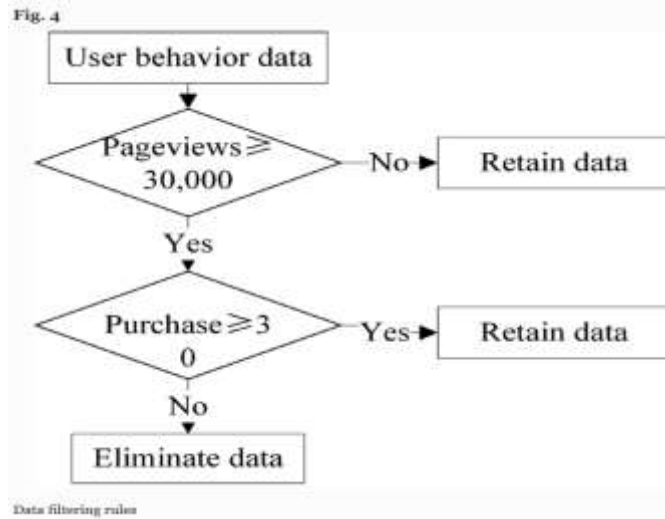 Fig. 4
User behavior data
Pageviews⩾
30,000
No
Retain data
Yes
Purchase⩾3
0
Yes
Retain data
No
Eliminate data
Data filtering rules